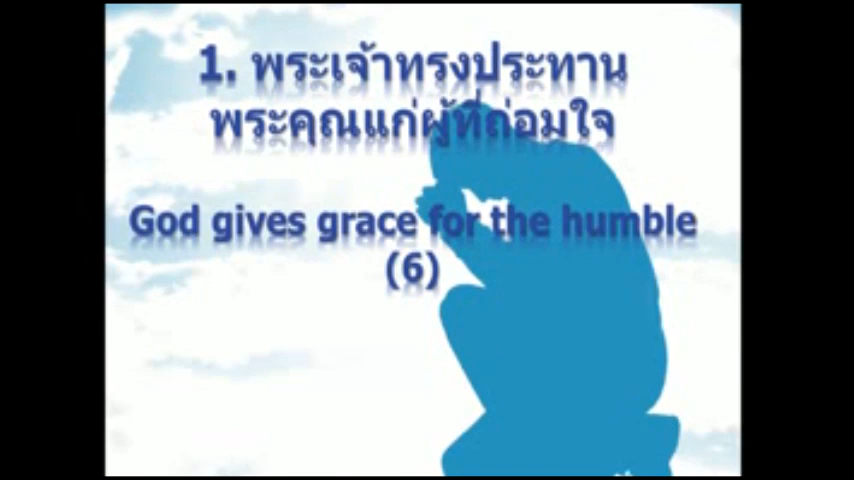 1. พระเจ้าทรงประทาน
พระคุณแก่ผู้ที่ถ่อมใจ
God gives grace for the humble
(6)